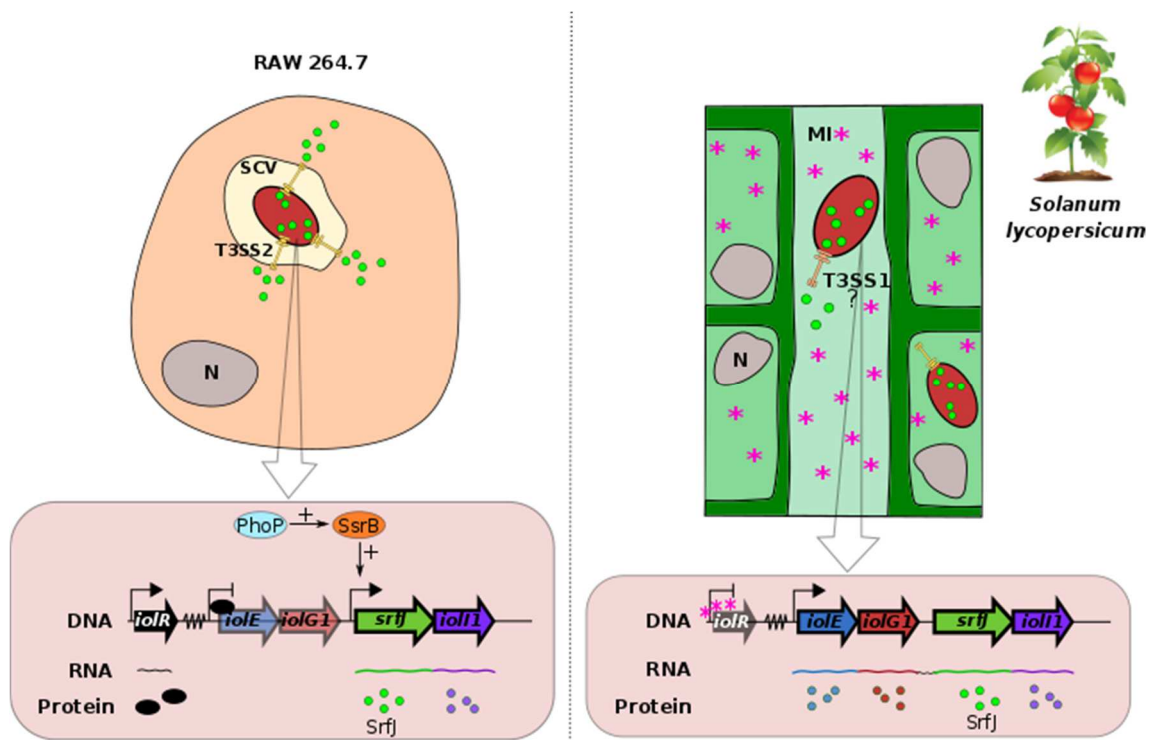 RAW 264.7
SCV
T3SS2
N
PhoP
+
SsrB
+
DNA
iolR
iolE
iolG1
srfJ
iolI1
RNA
Protein
SrfJ
MI
T3SS1
?
N
Solanum
lycopersicum
DNA
iolR
iolE
iolG1
srfJ
iolI1
RNA
Protein
SrfJ